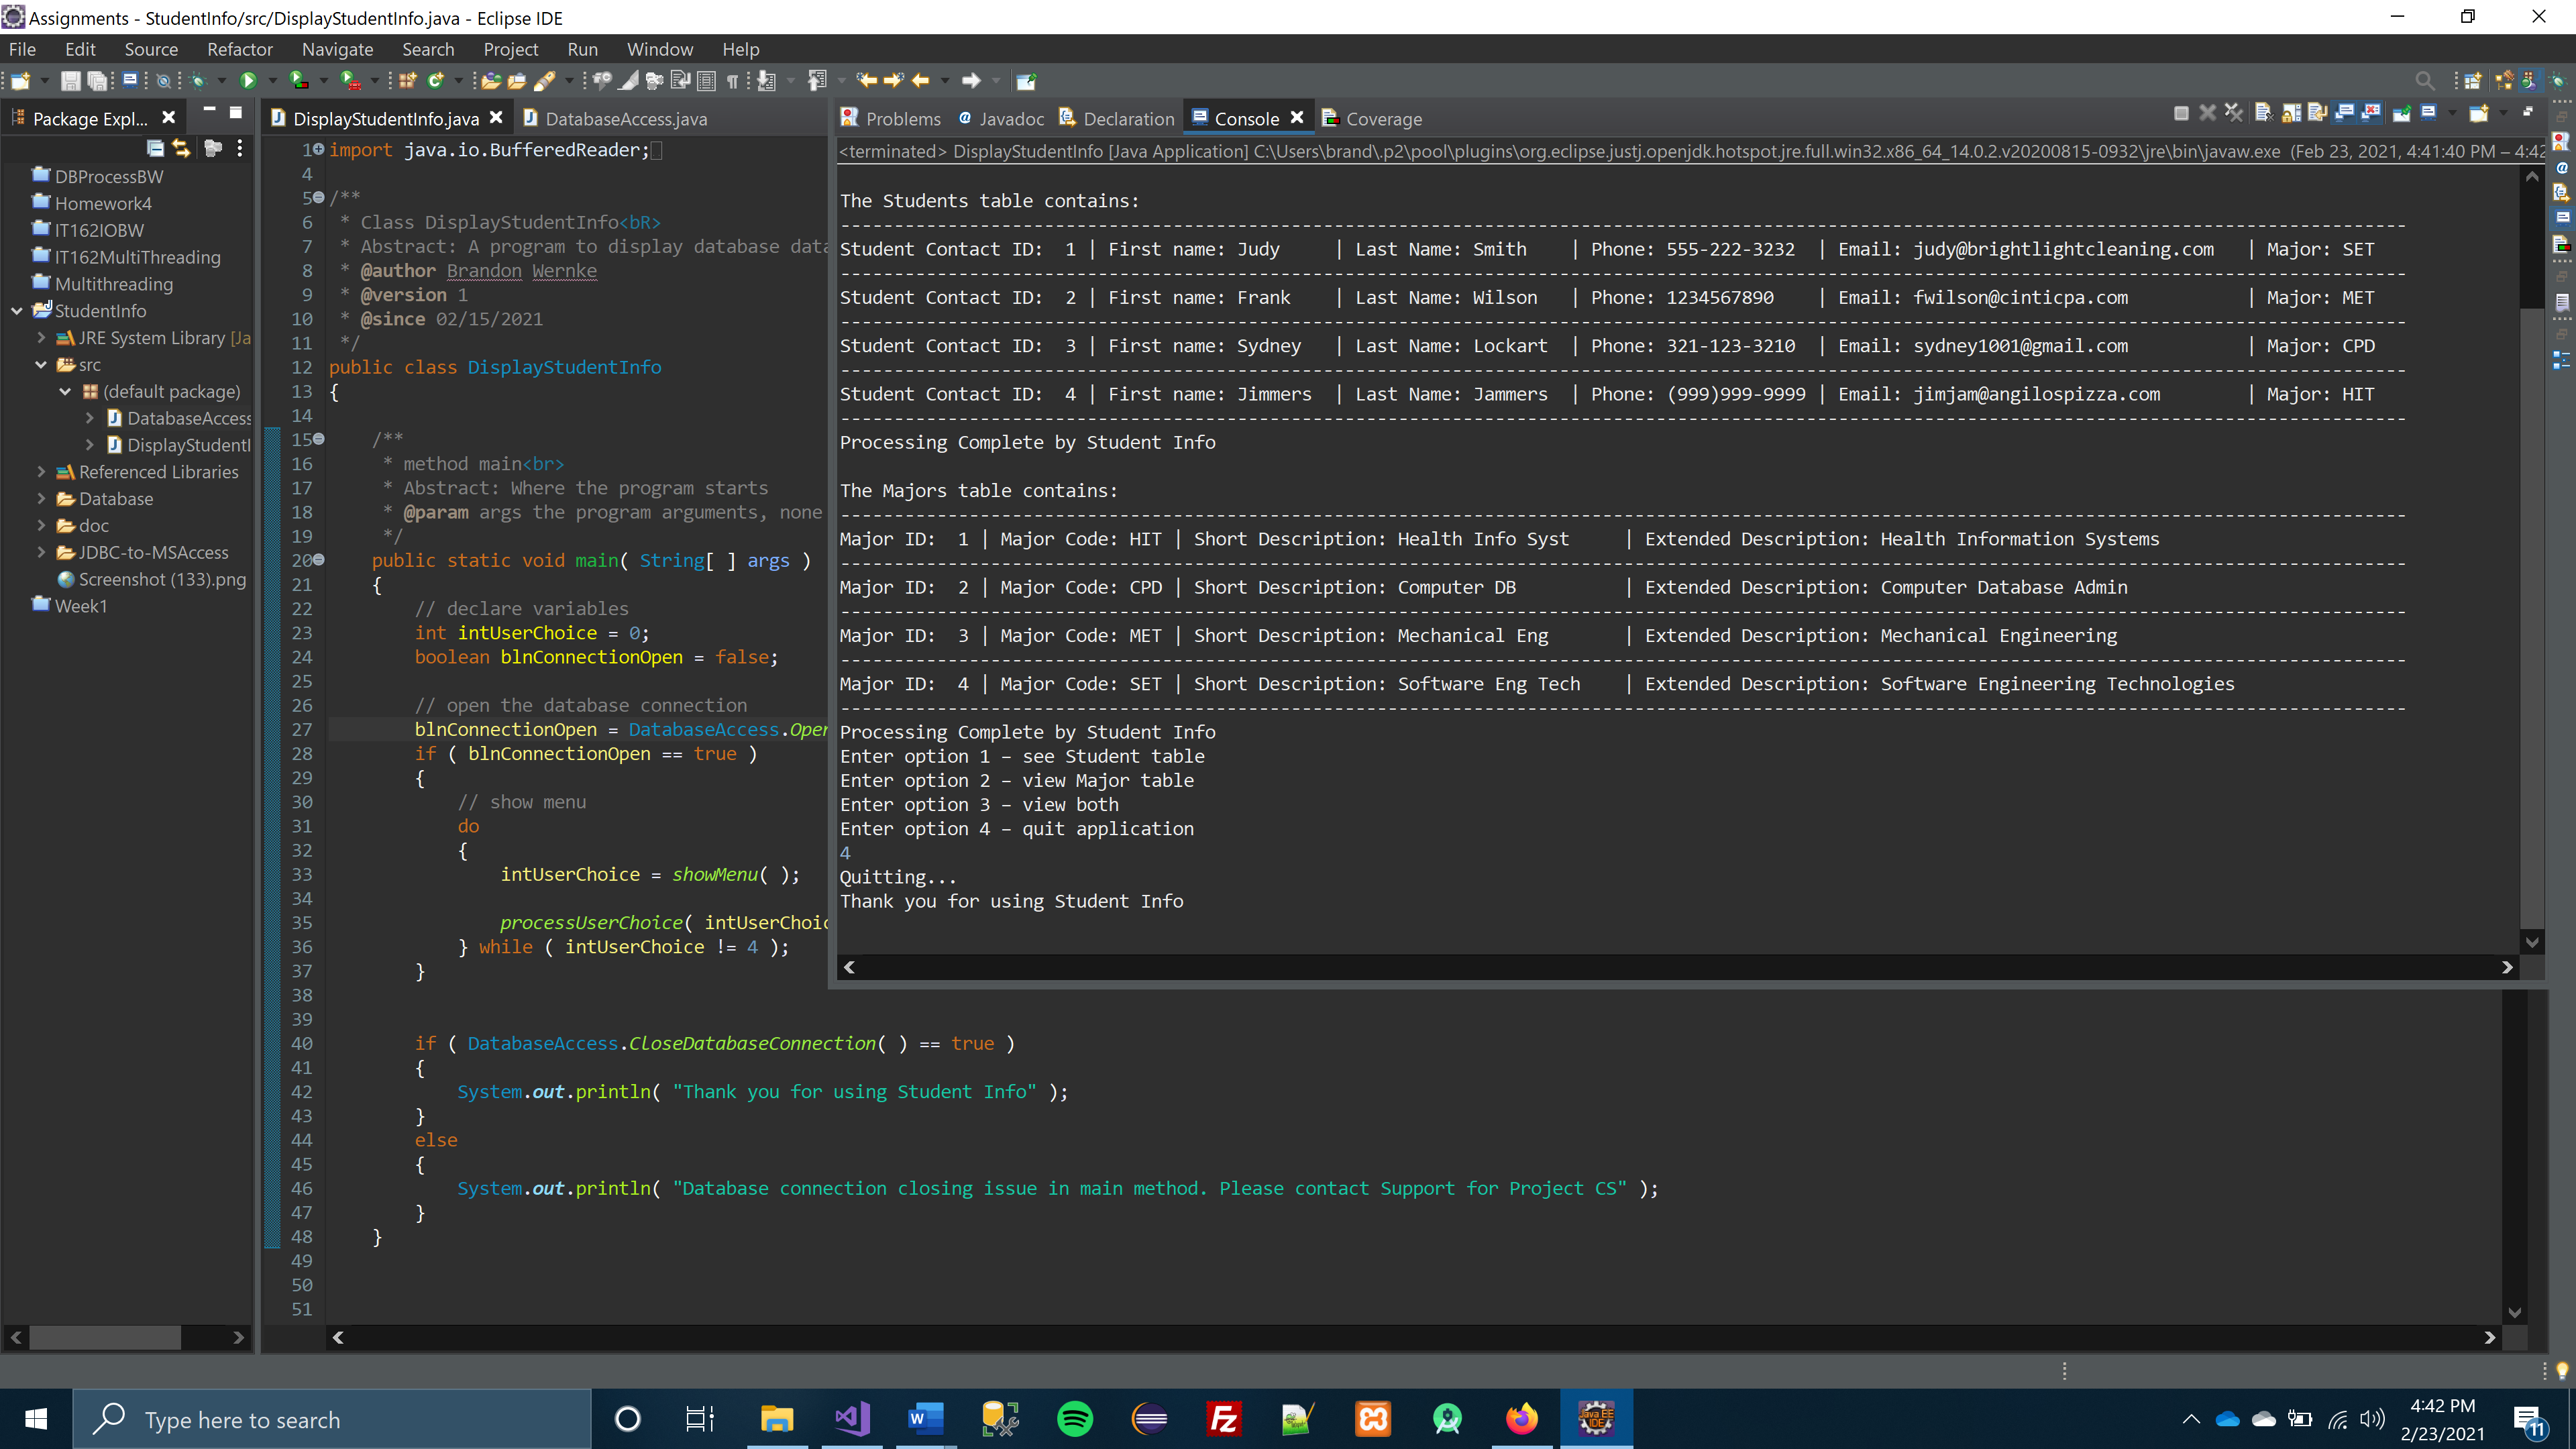 Assignments - StudentInfo/src/DisplayStudentInfo.java - Eclipse IDE
File Edit Source Refactor Navigate Search Project Run Window Help
Package Expl...
DBProcessBW
Homework4
IT162IOBW
IT162MultiThreading
Multithreading
StudentInfo
JRE System Library [Ja
src
(default package)
DatabaseAccess
DisplayStudentI
Referenced Libraries
Database
doc
JDBC-to-MSAccess
Screenshot (133).png
Week1
DisplayStudentInfo.java DatabaseAccess.java
1 import java.io.BufferedReader;
4
5 /**
6 * Class DisplayStudentInfo<bR>
7 * Abstract: A program to display database data
8 * @author Brandon Wernke
9 * @version 1
10 * @since 02/15/2021
11 */
12 public class DisplayStudentInfo
13 {
14
15 /**
16 * method main<br>
17 * Abstract: Where the program starts
18 * @param args the program arguments, none
19 */
20 public static void main( String[ ] args )
21 {
22 // declare variables
23 int intUserChoice = 0;
24 boolean blnConnectionOpen = false;
25
26 // open the database connection
27 blnConnectionOpen = DatabaseAccess.Oper
28 if ( blnConnectionOpen == true )
29 {
30 // show menu
31 do
32 {
33 intUserChoice = showMenu( );
34
35 processUserChoice( intUserChoic
36 } while ( intUserChoice != 4 );
37 }
38
39
40 if ( DatabaseAccess.CloseDatabaseConnection( ) == true )
41 {
42 System.out.println( "Thank you for using Student Info" );
43 }
44 else
45 {
46 System.out.println( "Database connection closing issue in main method. Please contact Support for Project CS" );
47 }
48 }
49
50
51
Problems Javadoc Declaration Console Coverage
<terminated> DisplayStudentInfo [Java Application] C:\Users\brand\.p2\pool\plugins\org.eclipse.justj.openjdk.hotspot.jre.full.win32.x86_64_14.0.2.v20200815-0932\jre\bin\javaw.exe (Feb 23, 2021, 4:41:40 PM – 4:42
The Students table contains:
Student Contact ID: 1 | First name: Judy | Last Name: Smith | Phone: 555-222-3232 | Email: judy@brightlightcleaning.com | Major: SET
Student Contact ID: 2 | First name: Frank | Last Name: Wilson | Phone: 1234567890 | Email: fwilson@cinticpa.com | Major: MET
Student Contact ID: 3 | First name: Sydney | Last Name: Lockart | Phone: 321-123-3210 | Email: sydney1001@gmail.com | Major: CPD
Student Contact ID: 4 | First name: Jimmers | Last Name: Jammers | Phone: (999)999-9999 | Email: jimjam@angilospizza.com | Major: HIT
Processing Complete by Student Info
The Majors table contains:
Major ID: 1 | Major Code: HIT | Short Description: Health Info Syst | Extended Description: Health Information Systems
Major ID: 2 | Major Code: CPD | Short Description: Computer DB | Extended Description: Computer Database Admin
Major ID: 3 | Major Code: MET | Short Description: Mechanical Eng | Extended Description: Mechanical Engineering
Major ID: 4 | Major Code: SET | Short Description: Software Eng Tech | Extended Description: Software Engineering Technologies
Processing Complete by Student Info
Enter option 1 – see Student table
Enter option 2 – view Major table
Enter option 3 – view both
Enter option 4 – quit application
4
Quitting...
Thank you for using Student Info
Type here to search
4:42 PM
2/23/2021
11